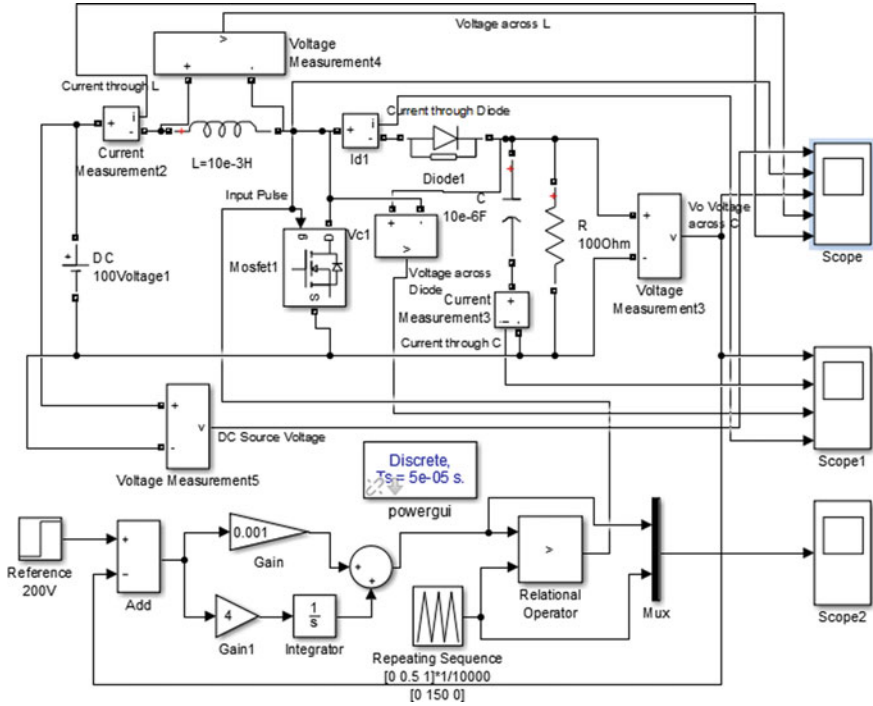 Voltage across L
Voltage
Measurement4
+
-
v
Current through L
+
i
-
Current
Measurement2
L=10e-3H
Current through Diode
+
i
-
Id1
Diode1
C
10e-6F
Input Pulse
g
D
S
Mosfet1
Vc1
+
-
v
Voltage across
Diode
R
100Ohm
+
-
v
Voltage
Measurement3
Vo Voltage
across C
Scope
DC
100Voltage1
+
Current
Measurement3
Current through C
+
-
v
DC Source Voltage
Voltage Measurement5
Scope1
Discrete,
Ts = 5e-05 s.
powergui
Reference
200V
+
−
Add
0.001
Gain
4
Gain1
1
s
Integrator
+
+
>
Relational
Operator
Mux
Scope2
Repeating Sequence
[0 0.5 1]*1/10000
[0 150 0]